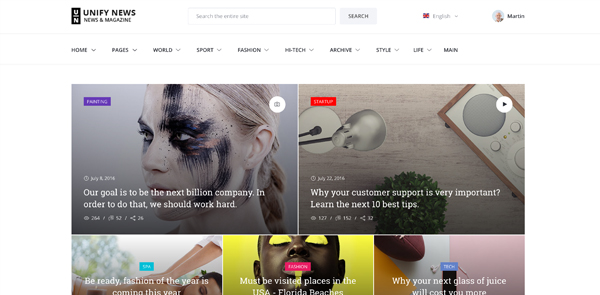 UN
UNIFY NEWS
NEWS & MAGAZINE
Search the entire site
SEARCH
English
Martin
HOME
PAGES
WORLD
SPORT
FASHION
HI-TECH
ARCHIVE
STYLE
LIFE
MAIN
PAINTING
July 8, 2016
Our goal is to be the next billion company. In
order to do that, we should work hard.
264 / 52 / 26
STARTUP
July 22, 2016
Why your customer support is very important?
Learn the next 10 best tips.
127 / 152 / 32
SPA
Be ready, fashion of the year is
coming this year
FASHION
Must be visited places in the
USA - Florida Beaches
TECH
Why your next glass of juice
will cost you more